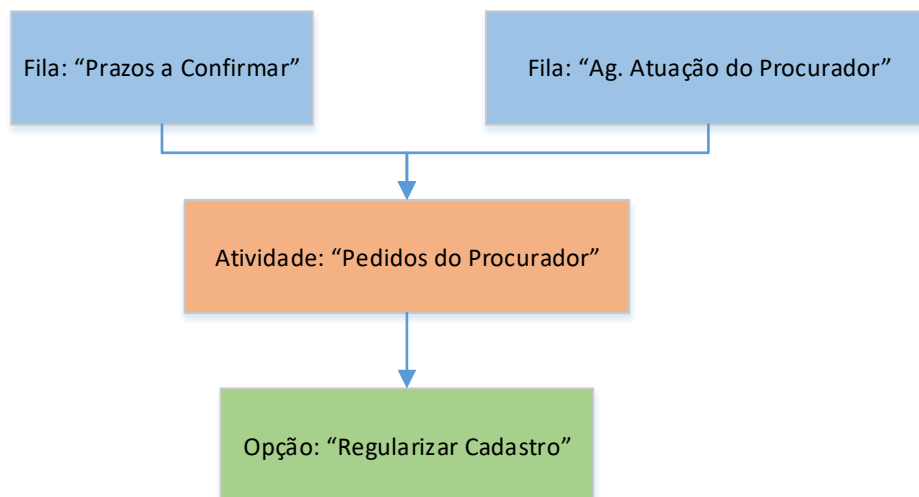 Fila: “Prazos a Confirmar”
Fila: “Ag. Atuação do Procurador”
Atividade: “Pedidos do Procurador”
Opção: “Regularizar Cadastro”